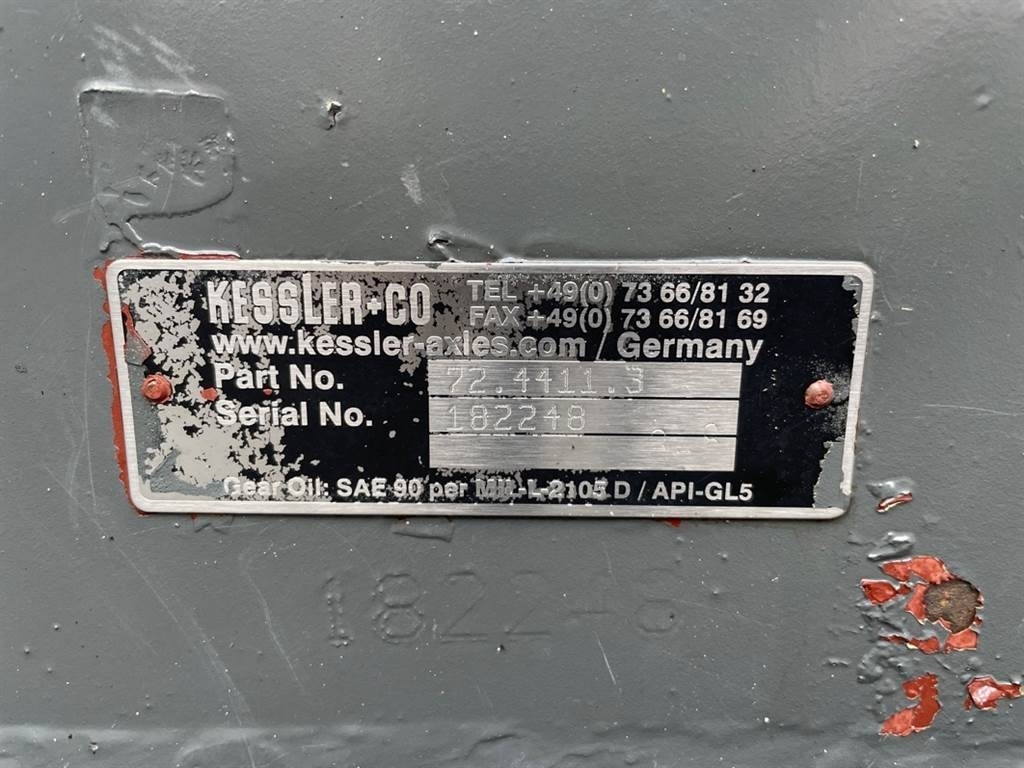 KESSLER+CO TEL +49(0) 73 66/81 32
FAX +49(0) 73 66/81 69
www.kessler-axles.com / Germany
Part No. 72.4411.3
Serial No. 182248
Gear Oil: SAE 90 per MIL-L-2105 D / API-GL5
182248